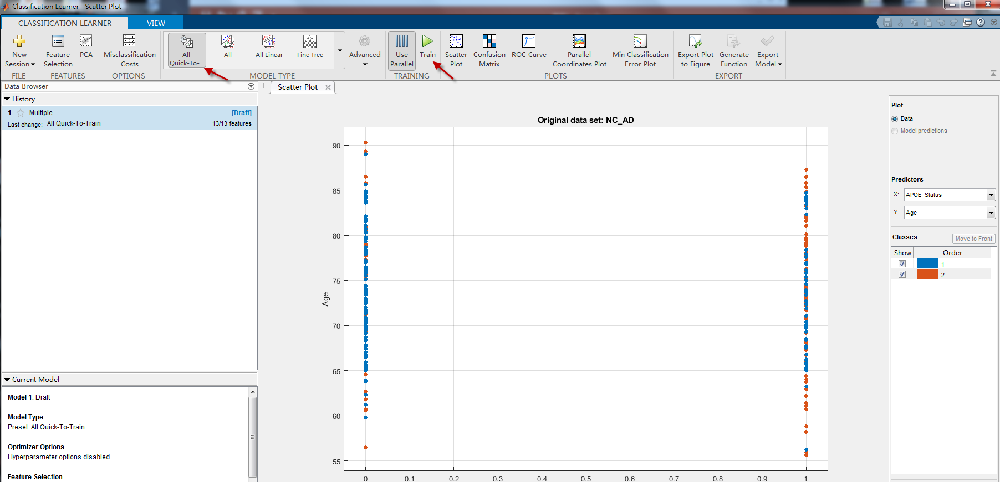 Classification Learner - Scatter Plot
CLASSIFICATION LEARNER
VIEW
New Session
Feature Selection
PCA
Misclassification Costs
All Quick-To-...
All
All Linear
Fine Tree
Advanced
Use Parallel
Train
Scatter Plot
Confusion Matrix
ROC Curve
Parallel Coordinates Plot
Min Classification Error Plot
Export Plot to Figure
Generate Function
Export Model
FILE
FEATURES
OPTIONS
MODEL TYPE
TRAINING
PLOTS
EXPORT
Data Browser
History
1 Multiple [Draft]
Last change: All Quick-To-Train 13/13 features
Current Model
Model 1: Draft
Model Type
Preset: All Quick-To-Train
Optimizer Options
Hyperparameter options disabled
Feature Selection
Scatter Plot
Original data set: NC_AD
90
85
80
75
70
65
60
55
Age
0 0.1 0.2 0.3 0.4 0.5 0.6 0.7 0.8 0.9 1
Plot
Data
Model predictions
Predictors
X: APOE_Status
Y: Age
Classes
Move to Front
Show Order
1
2